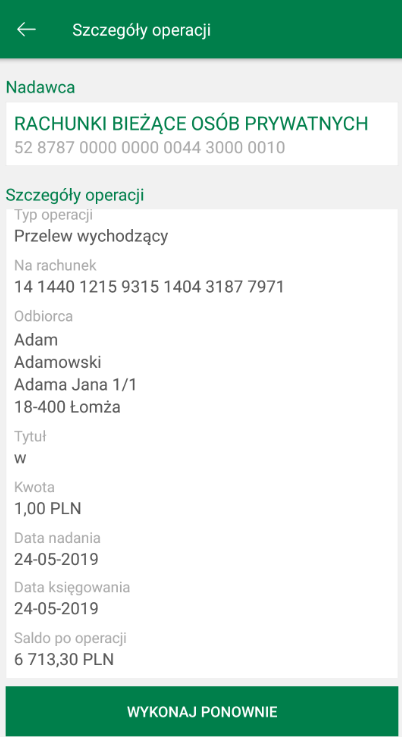 Szczegóły operacji
Nadawca
RACHUNKI BIEŻĄCE OSÓB PRYWATNYCH
52 8787 0000 0000 0044 3000 0010
Szczegóły operacji
Typ operacji
Przelew wychodzący
Na rachunek
14 1440 1215 9315 1404 3187 7971
Odbiorca
Adam
Adamowski
Adama Jana 1/1
18-400 Łomża
Tytuł
w
Kwota
1,00 PLN
Data nadania
24-05-2019
Data księgowania
24-05-2019
Saldo po operacji
6 713,30 PLN
WYKONAJ PONOWNIE